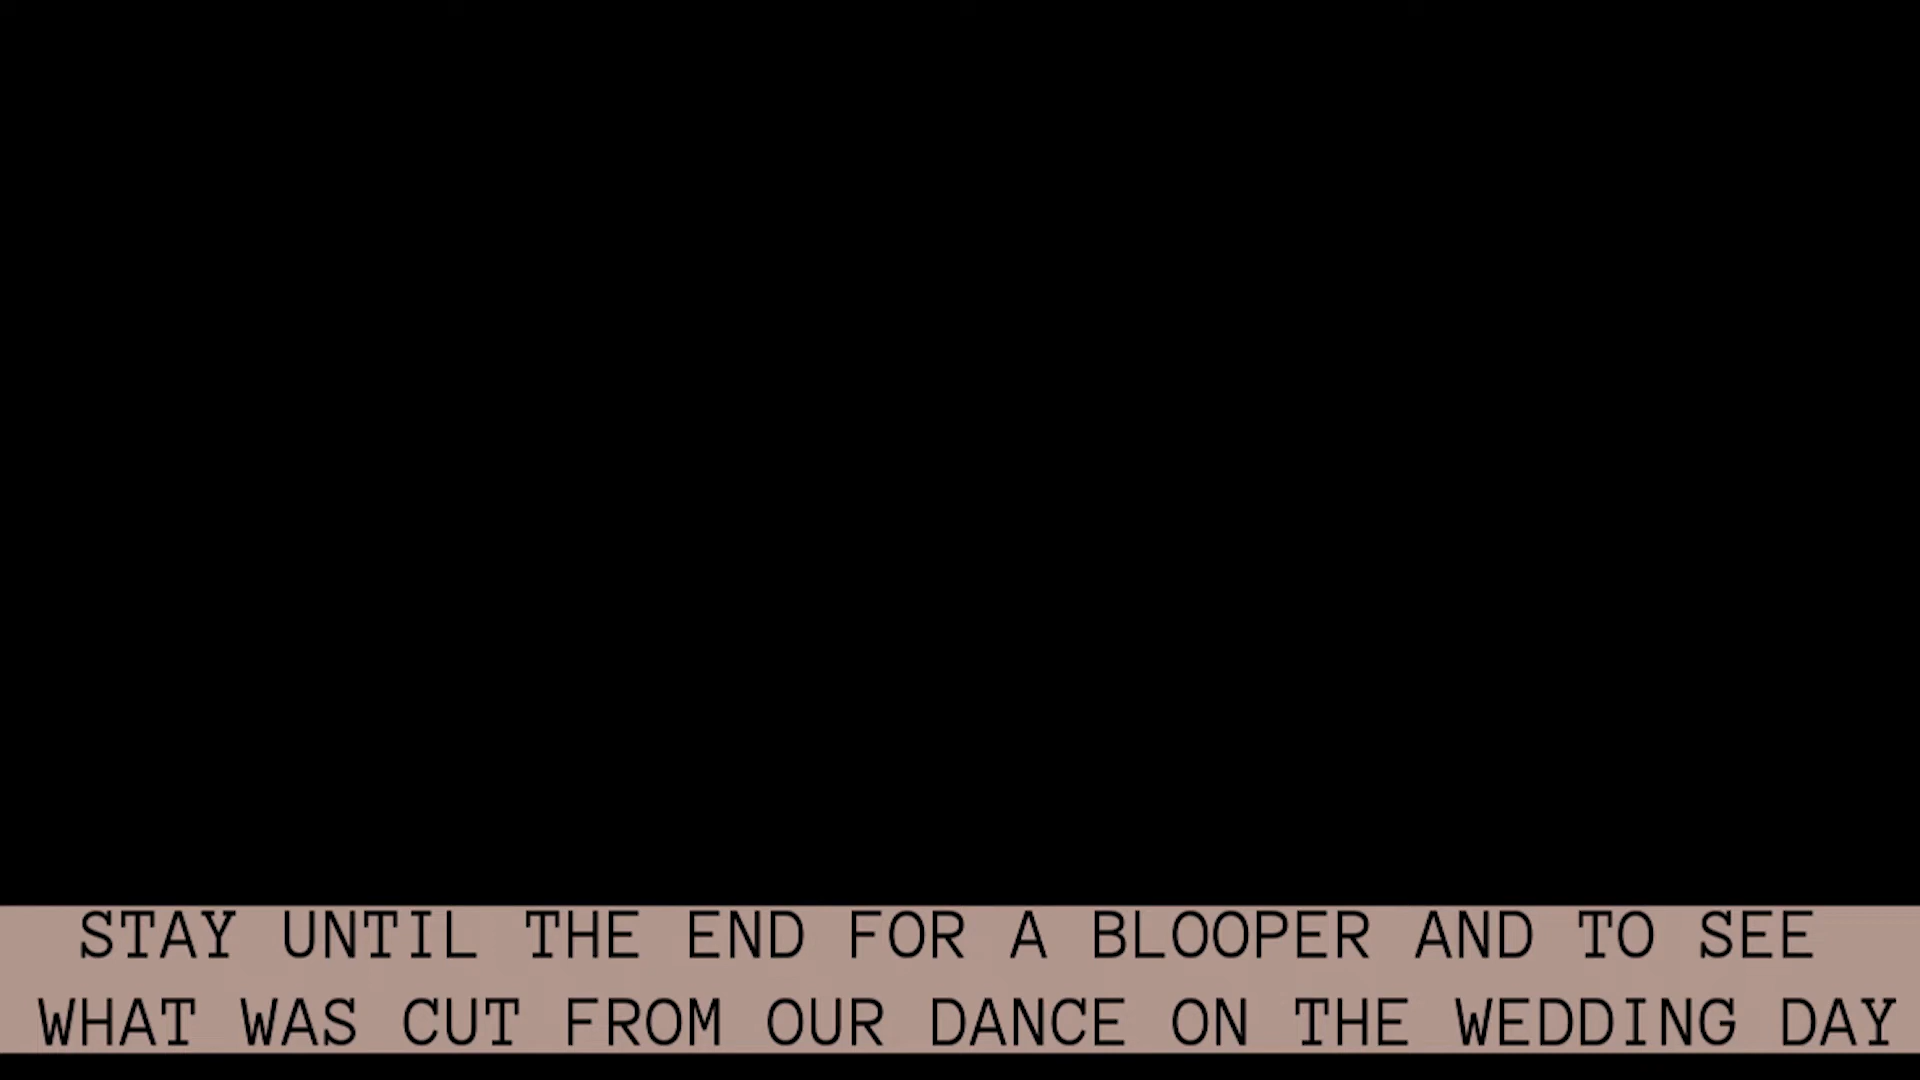 STAY UNTIL THE END FOR A BLOOPER AND TO SEE
WHAT WAS CUT FROM OUR DANCE ON THE WEDDING DAY